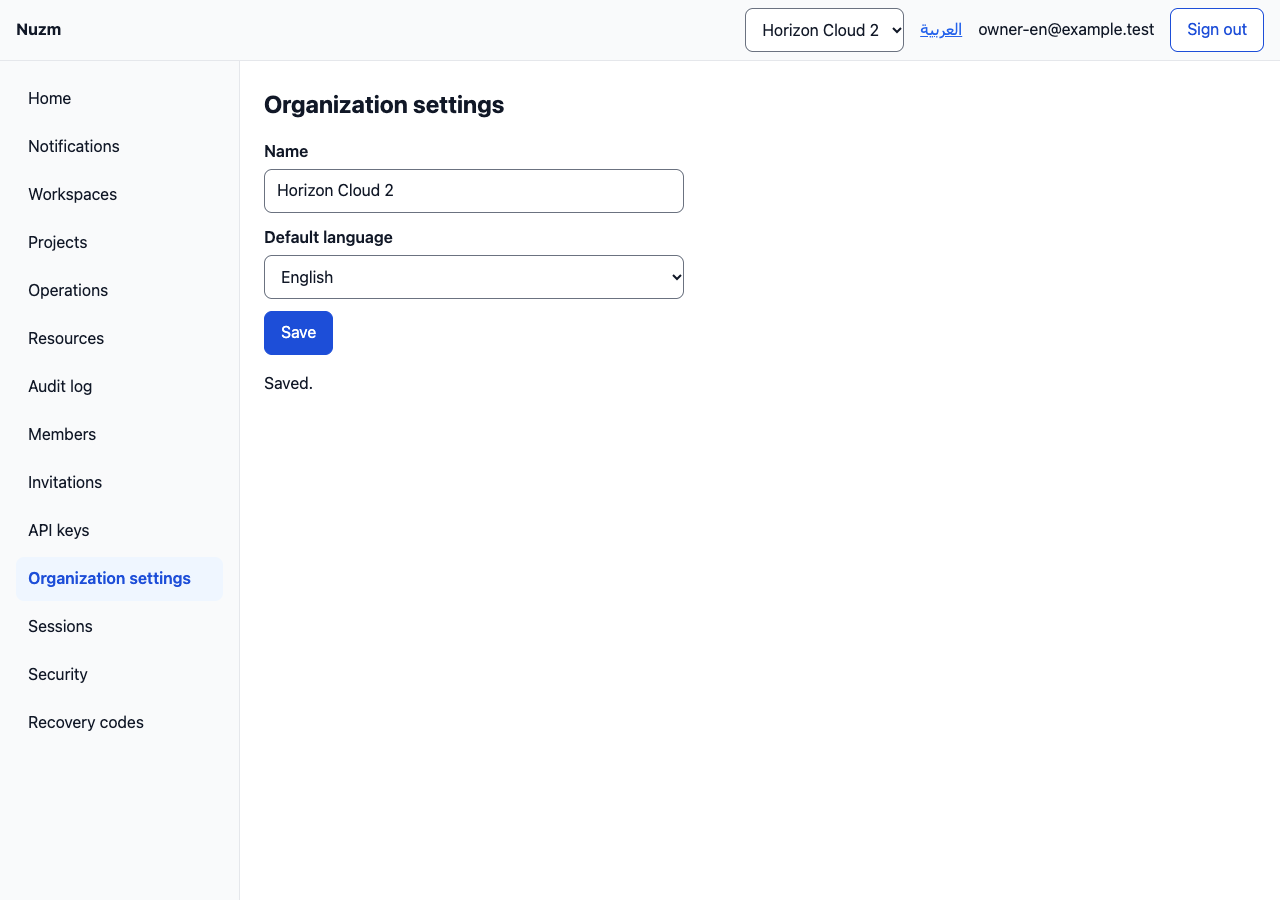 Nuzm
Horizon Cloud 2
العربية
owner-en@example.test
Sign out
Home
Notifications
Workspaces
Projects
Operations
Resources
Audit log
Members
Invitations
API keys
Organization settings
Sessions
Security
Recovery codes
Organization settings
Name
Horizon Cloud 2
Default language
English
Save
Saved.